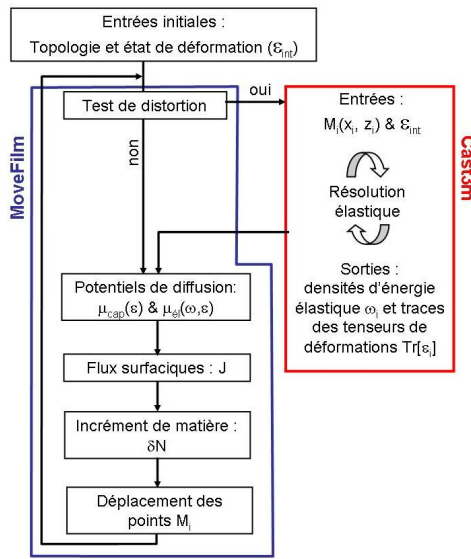 Entrées initiales :
Topologie et état de déformation (εint)
Test de distortion
oui
non
MoveFilm
Entrées :
Mi(xi, zi) & εint
Résolution
élastique
Sorties :
densités d'énergie
élastique ωi et traces
des tenseurs de
déformations Tr[εi]
Cast3m
Potentiels de diffusion:
μcap(ε) & μel(ω,ε)
Flux surfaciques : J
Incrément de matière :
δN
Déplacement des
points Mi